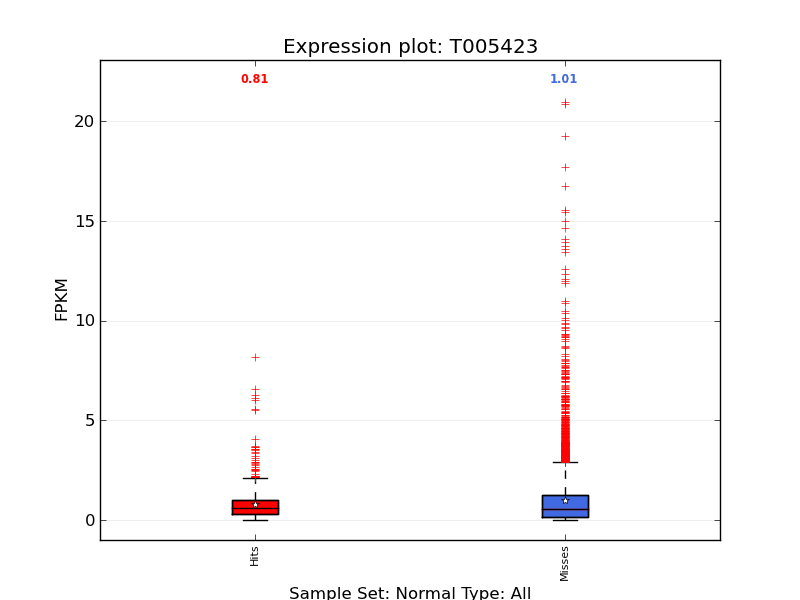 Expression plot: T005423
0.81
1.01
20
15
10
5
0
FPKM
Hits
Misses
Sample Set: Normal Type: All